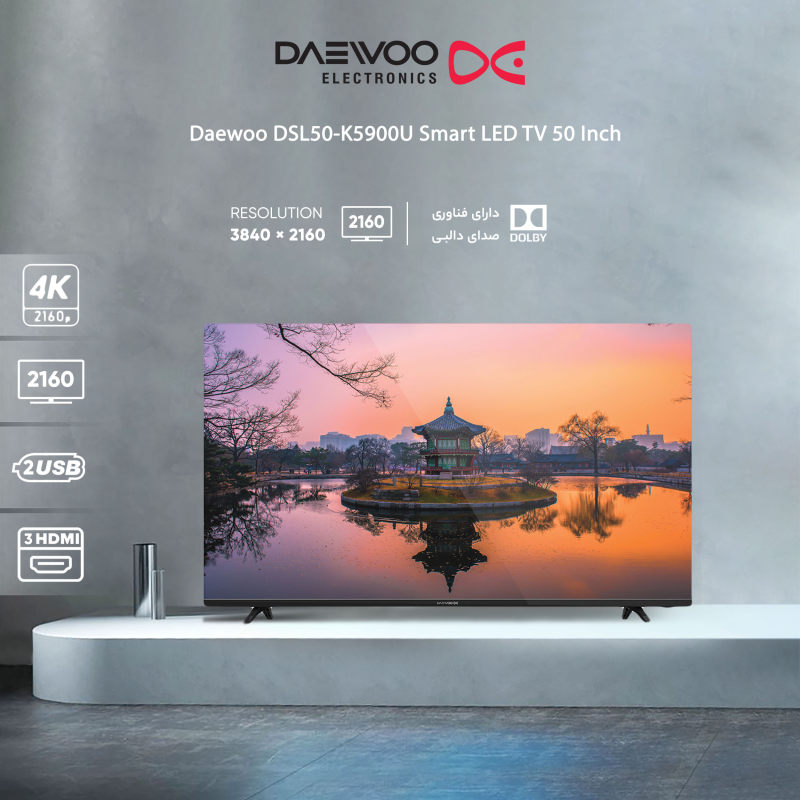 DAEWOO
ELECTRONICS
Daewoo DSL50-K5900U Smart LED TV 50 Inch
RESOLUTION
3840 × 2160
2160
دارای فناوری
صدای دالبی
DOLBY
4K
2160p
2160
2USB
3 HDMI
DAEWOO